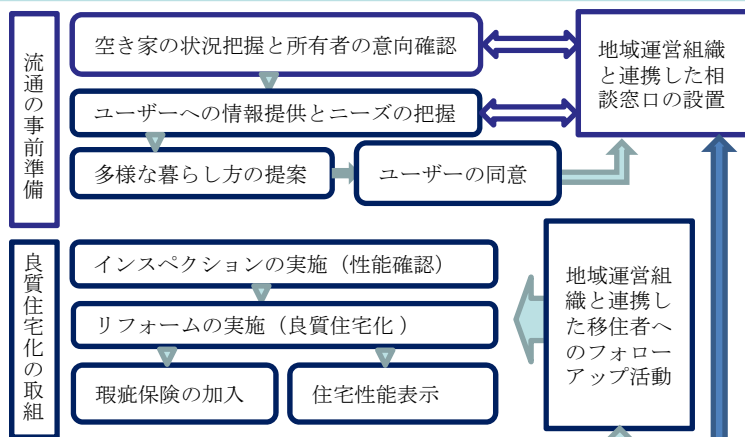 流通の事前準備
空き家の状況把握と所有者の意向確認
ユーザーへの情報提供とニーズの把握
多様な暮らし方の提案
ユーザーの同意
地域運営組織
と連携した相
談窓口の設置
良質住宅化の取組
インスペクションの実施（性能確認）
リフォームの実施（良質住宅化 ）
瑕疵保険の加入
住宅性能表示
地域運営組
織と連携し
た移住者へ
のフォロー
アップ活動